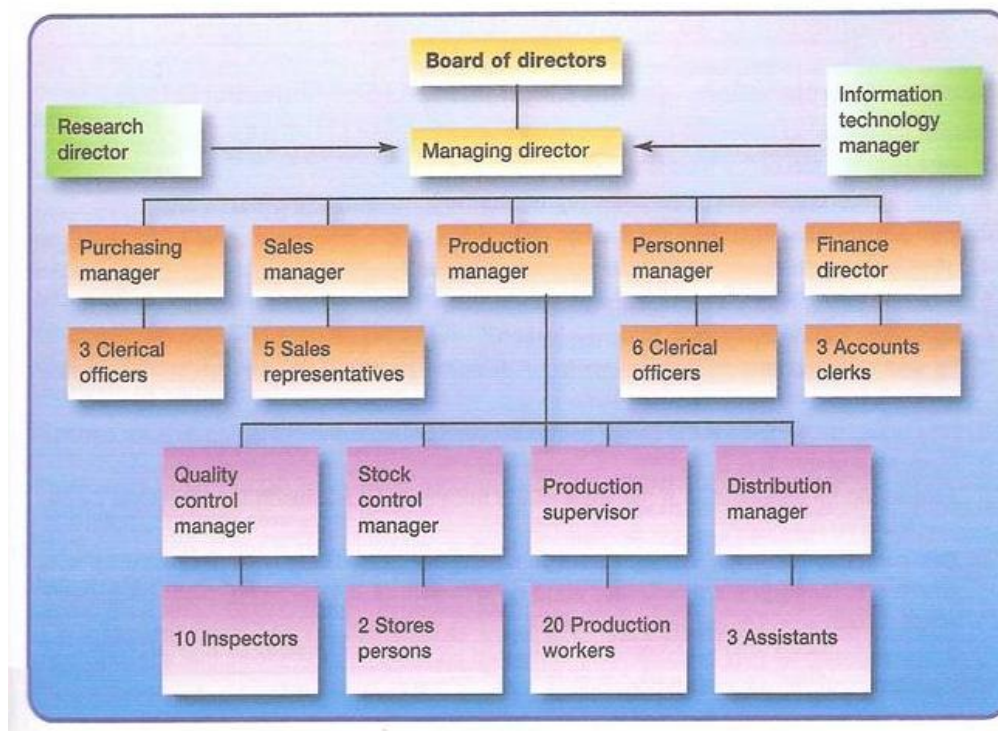 Board of directors
Research
director
Managing director
Information
technology
manager
Purchasing
manager
Sales
manager
Production
manager
Personnel
manager
Finance
director
3 Clerical
officers
5 Sales
representatives
6 Clerical
officers
3 Accounts
clerks
Quality
control
manager
Stock
control
manager
Production
supervisor
Distribution
manager
10 Inspectors
2 Stores
persons
20 Production
workers
3 Assistants